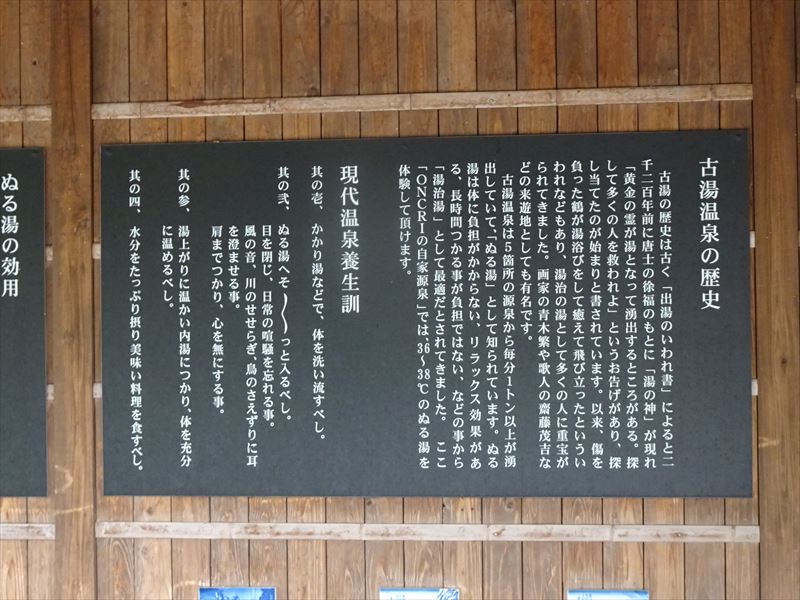 古湯温泉の歴史
古湯の歴史は古く「出湯のいわれ書」によると二
千二百年前に唐士の徐福のもとに「湯の神」が現れ
「黄金の霊が湯となって湧出するところがある。探
して多くの人を救われよ」というお告げがあり、探
し当てたのが始まりと書されています。以来、傷を
負った鶴が湯浴びをして癒えて飛び立ったといい
われなどもあり、湯治の湯として多くの人に重宝が
られてきました。画家の青木繁や歌人の齋藤茂吉な
どの来遊地としても有名です。
古湯温泉は5箇所の源泉から毎分1トン以上が湧
出していて、「ぬる湯」として知られています。ぬる
湯は体に負担がかからない、リラックス効果があ
る、長時間つかる事が負担ではない、などの事から
「湯治湯」として最適だとされてきました。ここ
「ONCRIの自家源泉」では、36〜38℃のぬる湯を
体験して頂けます。
現代温泉養生訓
其の壱、かかり湯などで、体を洗い流すべし。
其の弐、ぬる湯へそ〜〜っと入るべし。
目を閉じ、日常の喧騒を忘れる事。
風の音、川のせせらぎ、鳥のさえずりに耳
を澄ませる事。
肩までつかり、心を無にする事。
其の参、湯上がりに温かい内湯につかり、体を充分
に温めるべし。
其の四、水分をたっぷり摂り美味い料理を食すべし。
ぬる湯の効用